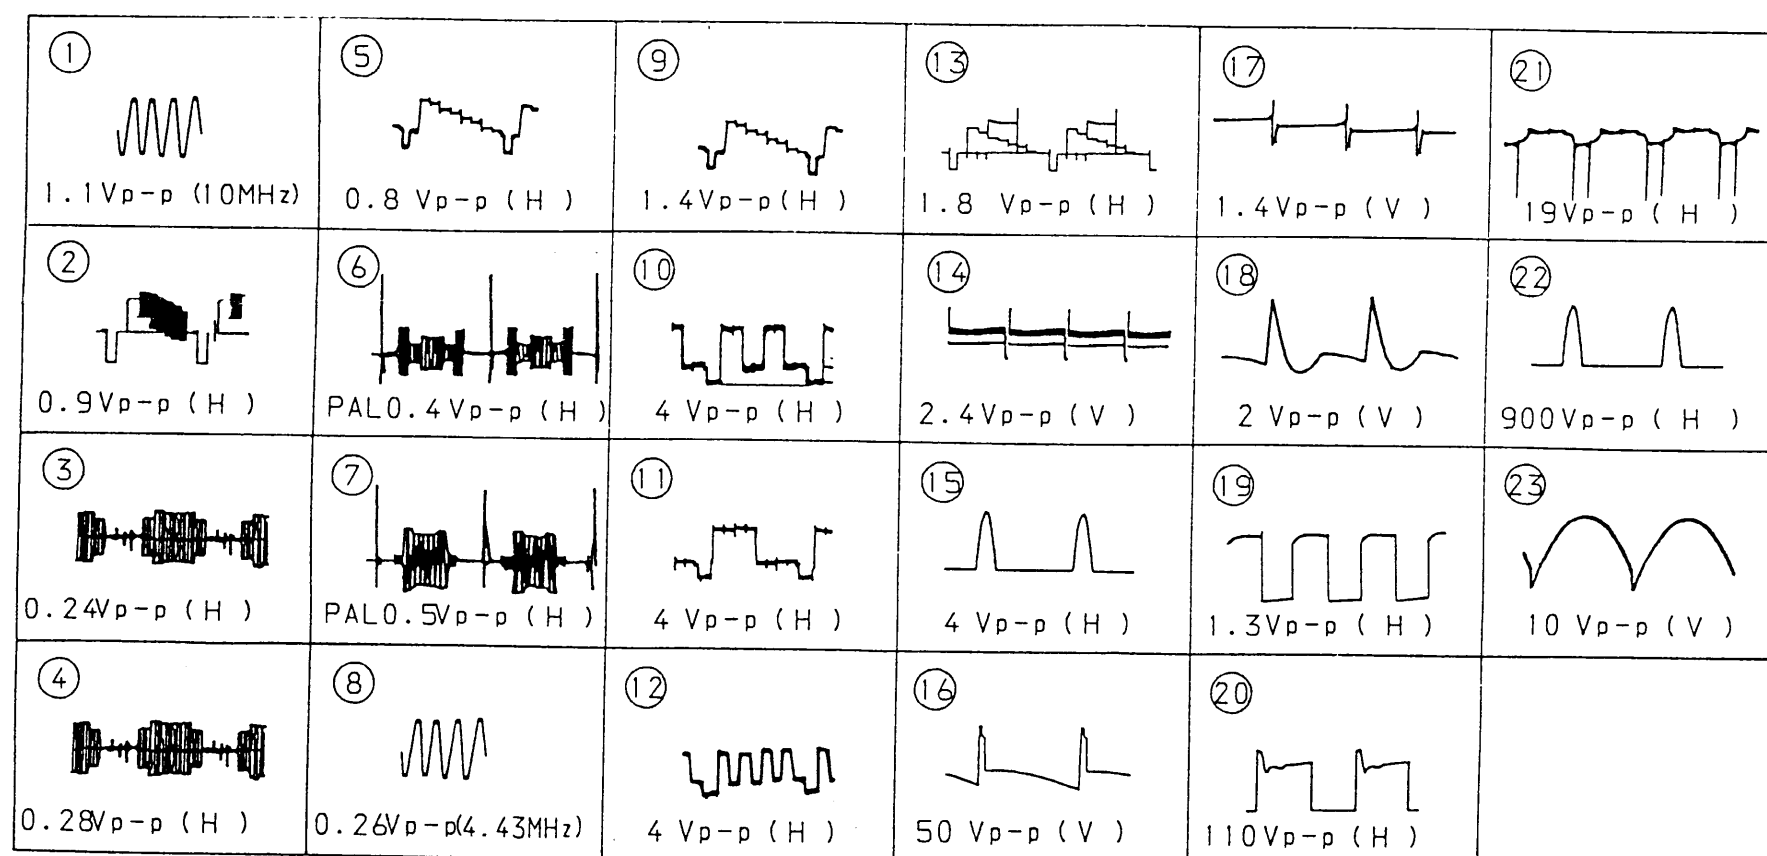 ①
1.1Vp-p (10MHz)
②
0.9Vp-p (H )
③
0.24Vp-p (H )
④
0.28Vp-p (H )
⑤
0.8 Vp-p (H )
⑥
PAL0.4Vp-p (H)
⑦
PAL0.5Vp-p (H )
⑧
0.26Vp-p(4.43MHz)
⑨
1.4Vp-p(H )
⑩
4 Vp-p (H )
⑪
4 Vp-p (H )
⑫
4 Vp-p (H )
⑬
1.8 Vp-p (H )
⑭
2.4Vp-p (V )
⑮
4 Vp-p (H )
⑯
50 Vp-p (V )
⑰
1.4Vp-p (V )
⑱
2 Vp-p (V )
⑲
1.3Vp-p ( H )
⑳
110Vp-p (H )
㉑
19Vp-p ( H )
㉒
900Vp-p ( H )
㉓
10 Vp-p (V )